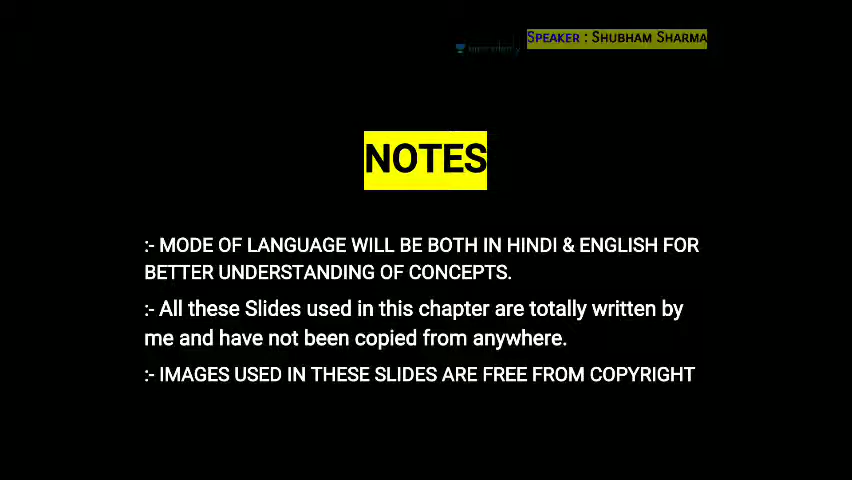 SPEAKER : SHUBHAM SHARMA
NOTES
:- MODE OF LANGUAGE WILL BE BOTH IN HINDI & ENGLISH FOR
BETTER UNDERSTANDING OF CONCEPTS.
:- All these Slides used in this chapter are totally written by
me and have not been copied from anywhere.
:- IMAGES USED IN THESE SLIDES ARE FREE FROM COPYRIGHT